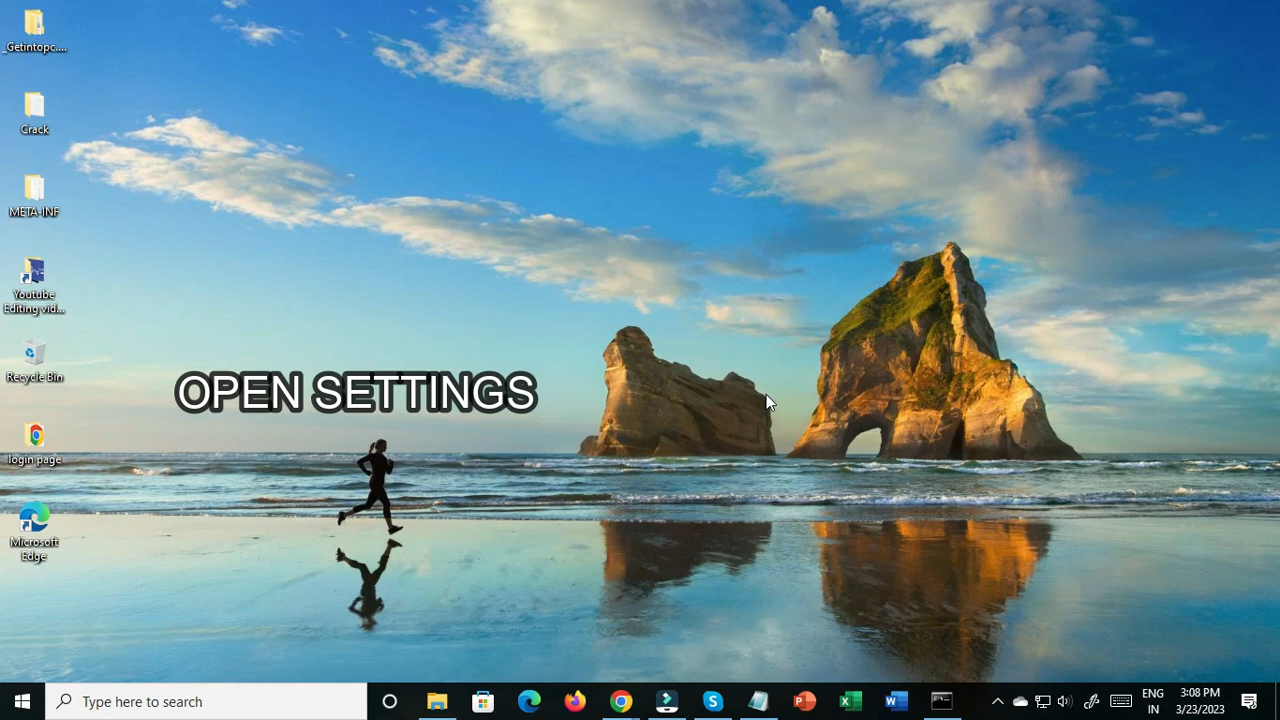 _Getintopc....
Crack
META-INF
Youtube
Editing vid...
Recycle Bin
login page
Microsoft
Edge
OPEN SETTINGS
Type here to search
ENG
IN
3:08 PM
3/23/2023